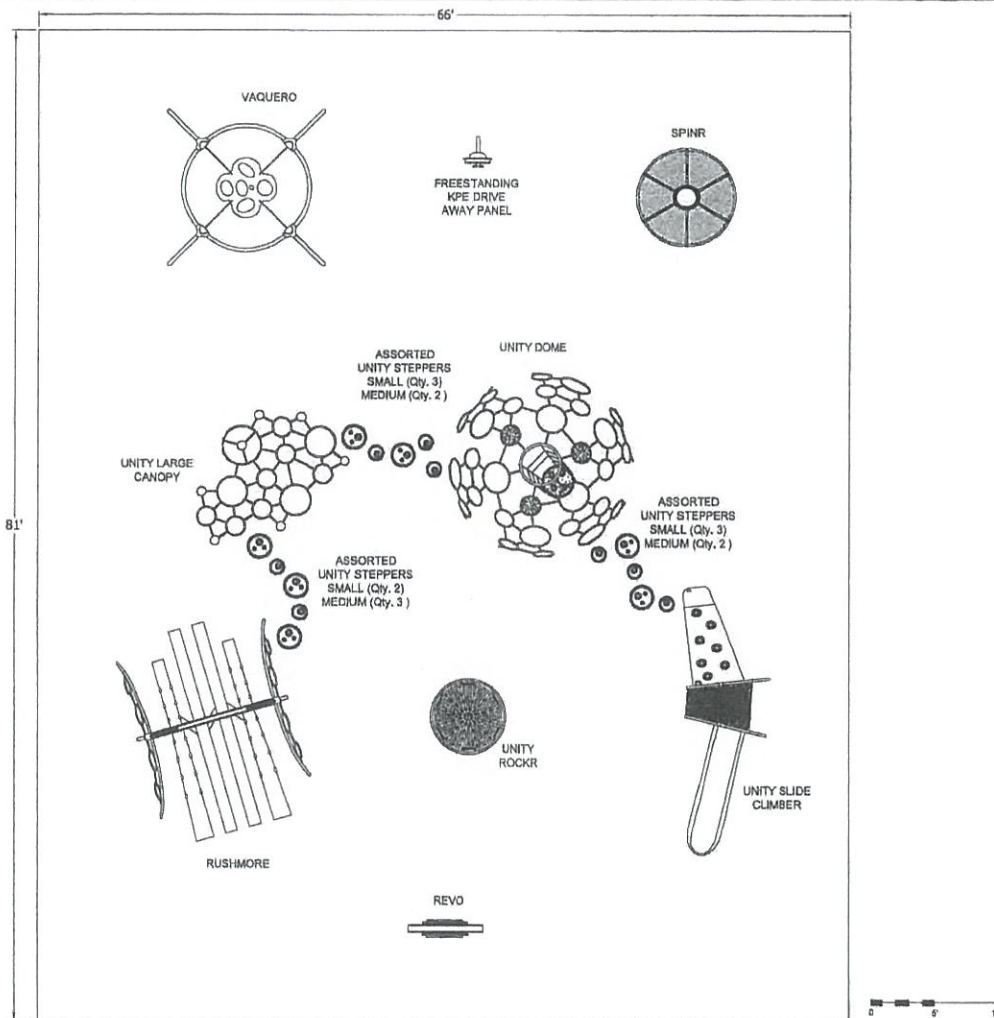 66'
VAQUERO
SPINR
FREESTANDING
KPE DRIVE
AWAY PANEL
UNITY DOME
ASSORTED
UNITY STEPPERS
SMALL (Qty. 3)
MEDIUM (Qty. 2 )
UNITY LARGE
CANOPY
81'
ASSORTED
UNITY STEPPERS
SMALL (Qty. 3)
MEDIUM (Qty. 2 )
ASSORTED
UNITY STEPPERS
SMALL (Qty. 2)
MEDIUM (Qty. 3 )
UNITY
ROCKR
UNITY SLIDE
CLIMBER
RUSHMORE
REVO
0 5'